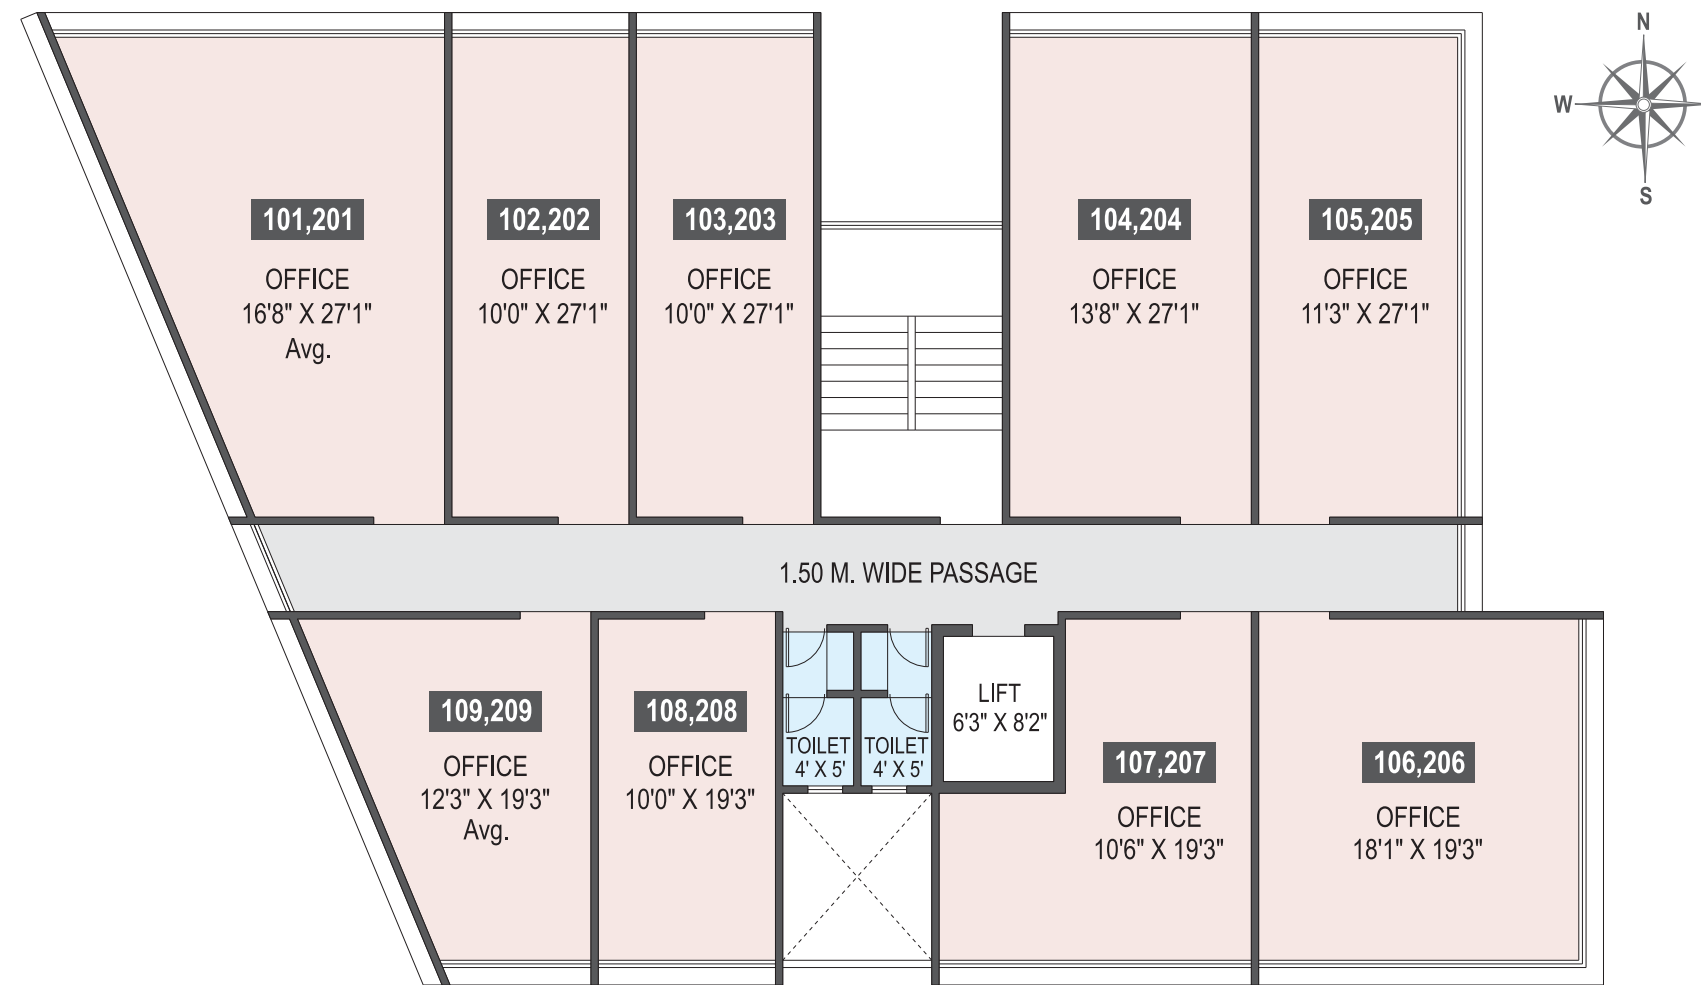 N
W
S
101,201
OFFICE
16'8" X 27'1"
Avg.
102,202
OFFICE
10'0" X 27'1"
103,203
OFFICE
10'0" X 27'1"
104,204
OFFICE
13'8" X 27'1"
105,205
OFFICE
11'3" X 27'1"
1.50 M. WIDE PASSAGE
109,209
OFFICE
12'3" X 19'3"
Avg.
108,208
OFFICE
10'0" X 19'3"
TOILET
4' X 5'
TOILET
4' X 5'
LIFT
6'3" X 8'2"
107,207
OFFICE
10'6" X 19'3"
106,206
OFFICE
18'1" X 19'3"